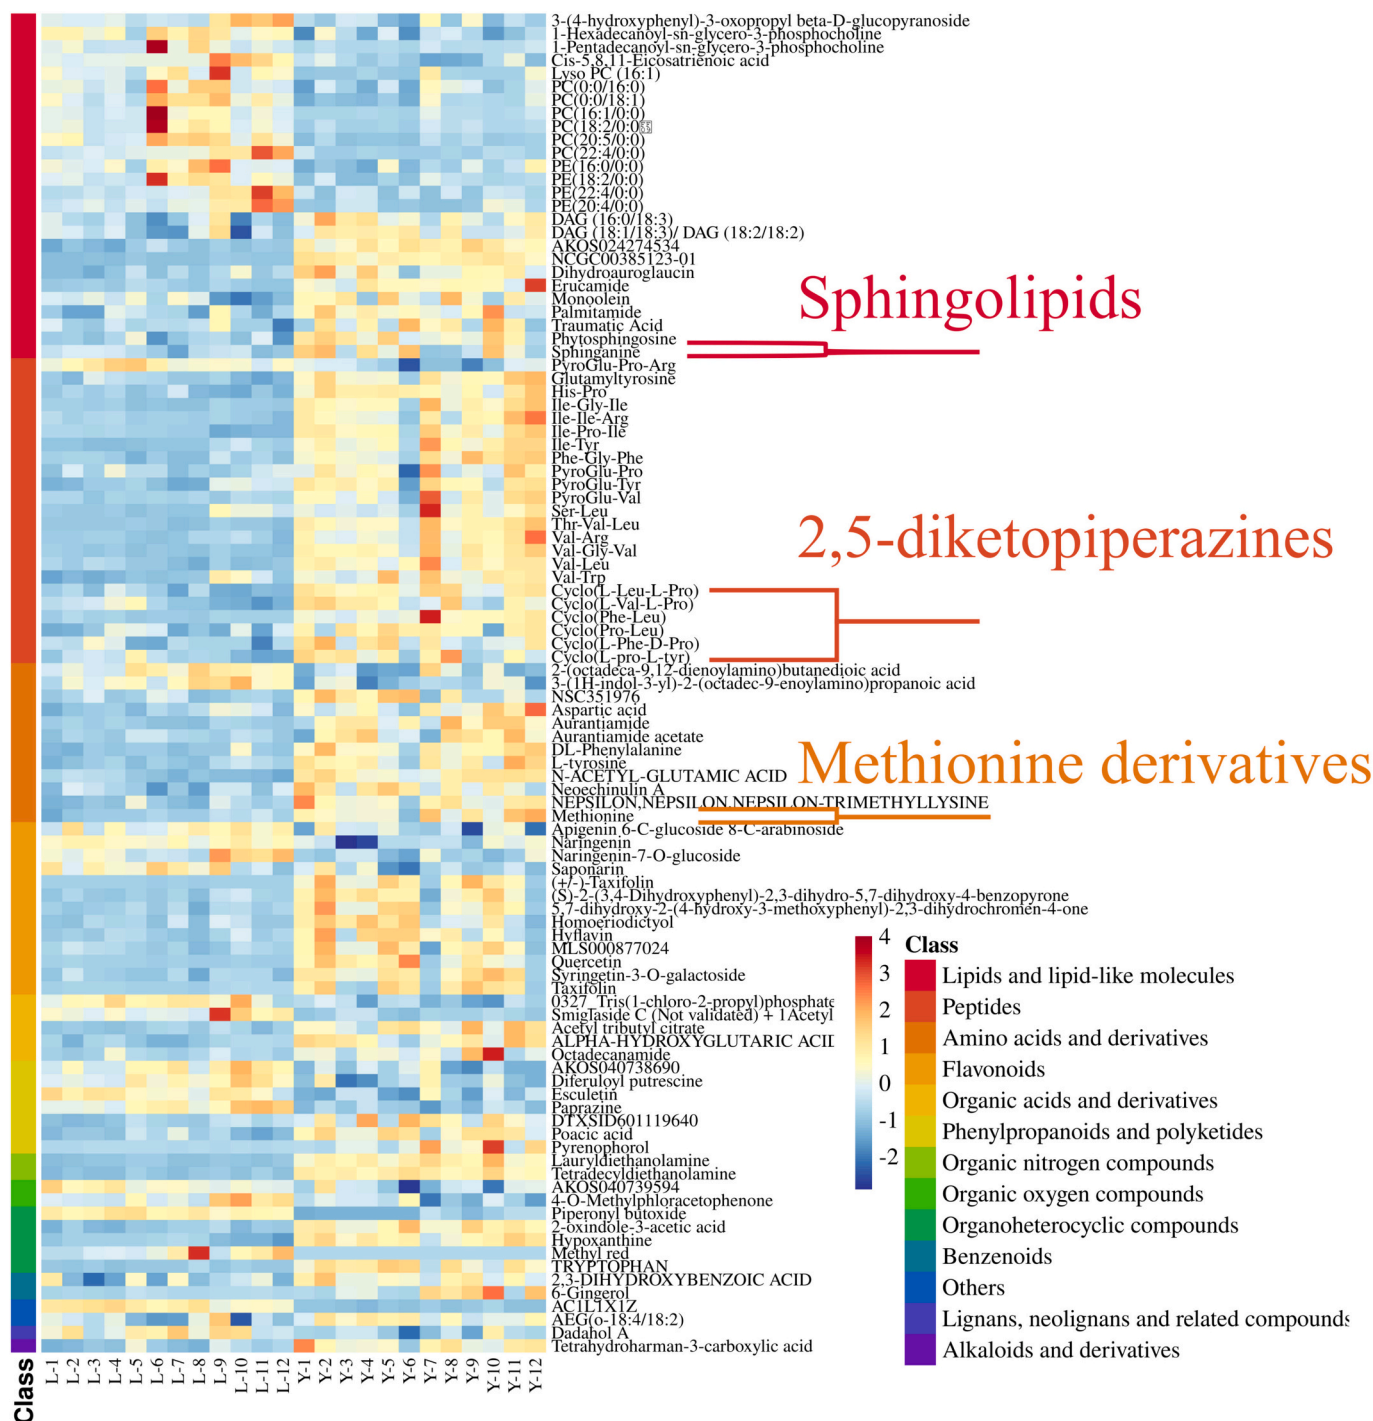 3-(4-hydroxyphenyl)-3-oxopropyl beta-D-glucopyranoside
1-Hexadecanoyl-sn-glycero-3-phosphocholine
1-Pentadecanoyl-sn-glycero-3-phosphocholine
Cis-5,8,11-Eicosatrienoic acid
Lyso PC (16:1)
PC(0:0/16:0)
PC(0:0/18:1)
PC(16:1/0:0)
PC(18:2/0:0
PC(20:5/0:0)
PC(22:4/0:0)
PE(16:0/0:0)
PE(18:2/0:0)
PE(22:4/0:0)
PE(20:4/0:0)
DAG (16:0/18:3)
DAG (18:1/18:3)/ DAG (18:2/18:2)
AKOS024274534
NCGC00385123-01
Dihydroauroglaucin
Erucamide
Monoolein
Palmitamide
Traumatic Acid
Phytosphingosine
Sphinganine
Sphingolipids
PyroGlu-Pro-Arg
Glutamyltyrosine
His-Pro
Ile-Gly-Ile
Ile-Ile-Arg
Ile-Pro-Ile
Ile-Tyr
Phe-Gly-Phe
PyroGlu-Pro
PyroGlu-Tyr
PyroGlu-Val
Ser-Leu
Thr-Val-Leu
Val-Arg
Val-Gly-Val
Val-Leu
Val-Trp
2,5-diketopiperazines
Cyclo(L-Leu-L-Pro)
Cyclo(L-Val-L-Pro)
Cyclo(Phe-Leu)
Cyclo(Pro-Leu)
Cyclo(L-Phe-D-Pro)
Cyclo(L-pro-L-tyr)
2-(octadeca-9,12-dienoylamino)butanedioic acid
3-(1H-indol-3-yl)-2-(octadec-9-enoylamino)propanoic acid
NSC351976
Aspartic acid
Aurantiamide
Aurantiamide acetate
DL-Phenylalanine
L-tyrosine
N-ACETYL-GLUTAMIC ACID
Methionine derivatives
Neoechinulin A
NEPSILON,NEPSILON,NEPSILON-TRIMETHYLLYSINE
Methionine
Apigenin 6-C-glucoside 8-C-arabinoside
Naringenin
Naringenin-7-O-glucoside
Saponarin
(+/-)-Taxifolin
(S)-2-(3,4-Dihydroxyphenyl)-2,3-dihydro-5,7-dihydroxy-4-benzopyrone
5,7-dihydroxy-2-(4-hydroxy-3-methoxyphenyl)-2,3-dihydrochromen-4-one
Homoeriodictyol
Hyflavin
MLS000877024
Quercetin
Syringetin-3-O-galactoside
Taxifolin
0327_Tris(1-chloro-2-propyl)phosphate
Smiglaside C (Not validated) + 1Acetyl
Acetyl tributyl citrate
ALPHA-HYDROXYGLUTARIC ACID
Octadecanamide
AKOS040738690
Diferuloyl putrescine
Esculetin
Paprazine
DTXSID601119640
Poacic acid
Pyrenophorol
Lauryldiethanolamine
Tetradecyldiethanolamine
AKOS040739594
4-O-Methylphloracetophenone
Piperonyl butoxide
2-oxindole-3-acetic acid
Hypoxanthine
Methyl red
TRYPTOPHAN
2,3-DIHYDROXYBENZOIC ACID
6-Gingerol
AC1L1X1Z
AEG(o-18:4/18:2)
Dadahol A
Tetrahydroharman-3-carboxylic acid
4
3
2
1
0
-1
-2
Class
Lipids and lipid-like molecules
Peptides
Amino acids and derivatives
Flavonoids
Organic acids and derivatives
Phenylpropanoids and polyketides
Organic nitrogen compounds
Organic oxygen compounds
Organoheterocyclic compounds
Benzenoids
Others
Lignans, neolignans and related compounds
Alkaloids and derivatives
Class L-1 L-2 L-3 L-4 L-5 L-6 L-7 L-8 L-9 L-10 L-11 L-12 Y-1 Y-2 Y-3 Y-4 Y-5 Y-6 Y-7 Y-8 Y-9 Y-10 Y-11 Y-12